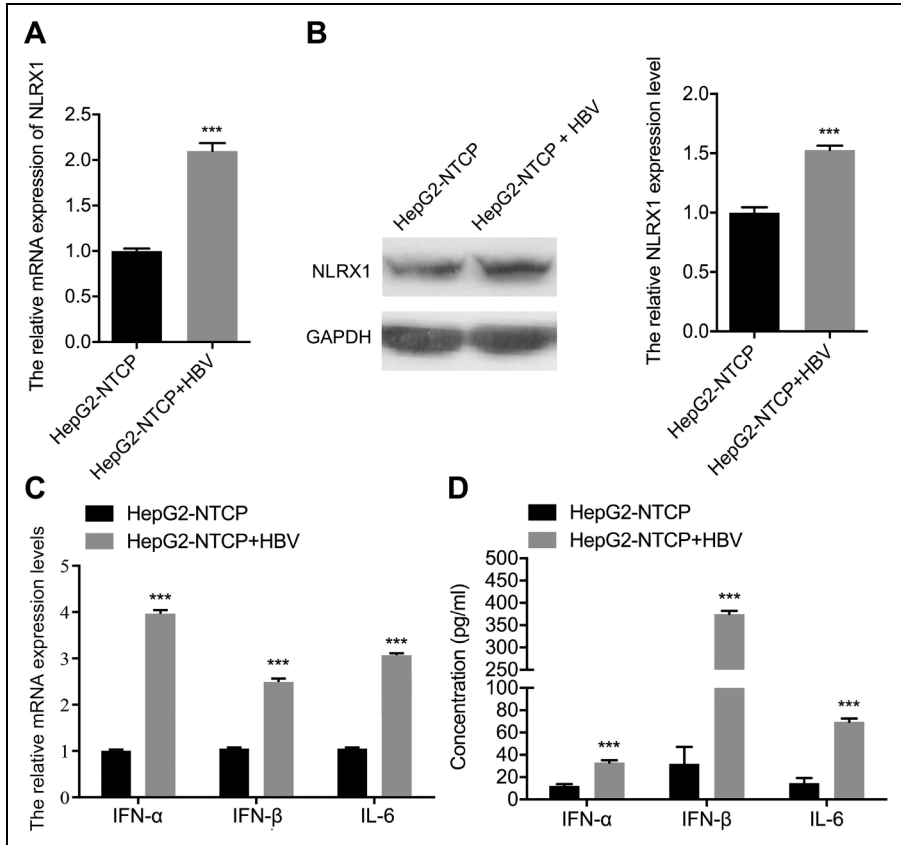 A
The relative mRNA expression of NLRX1
2.5
2.0
1.5
1.0
0.5
0.0
***
HepG2-NTCP
HepG2-NTCP+HBV
B
HepG2-NTCP
HepG2-NTCP + HBV
NLRX1
GAPDH
The relative NLRX1 expression level
2.0
1.5
1.0
0.5
0.0
***
HepG2-NTCP
HepG2-NTCP+HBV
C
HepG2-NTCP
HepG2-NTCP+HBV
The relative mRNA expression levels
5
4
3
2
1
0
***
***
***
IFN-α
IFN-β
IL-6
D
HepG2-NTCP
HepG2-NTCP+HBV
Concentration (pg/ml)
500
450
400
350
300
250
100
80
60
40
20
0
***
***
***
IFN-α
IFN-β
IL-6